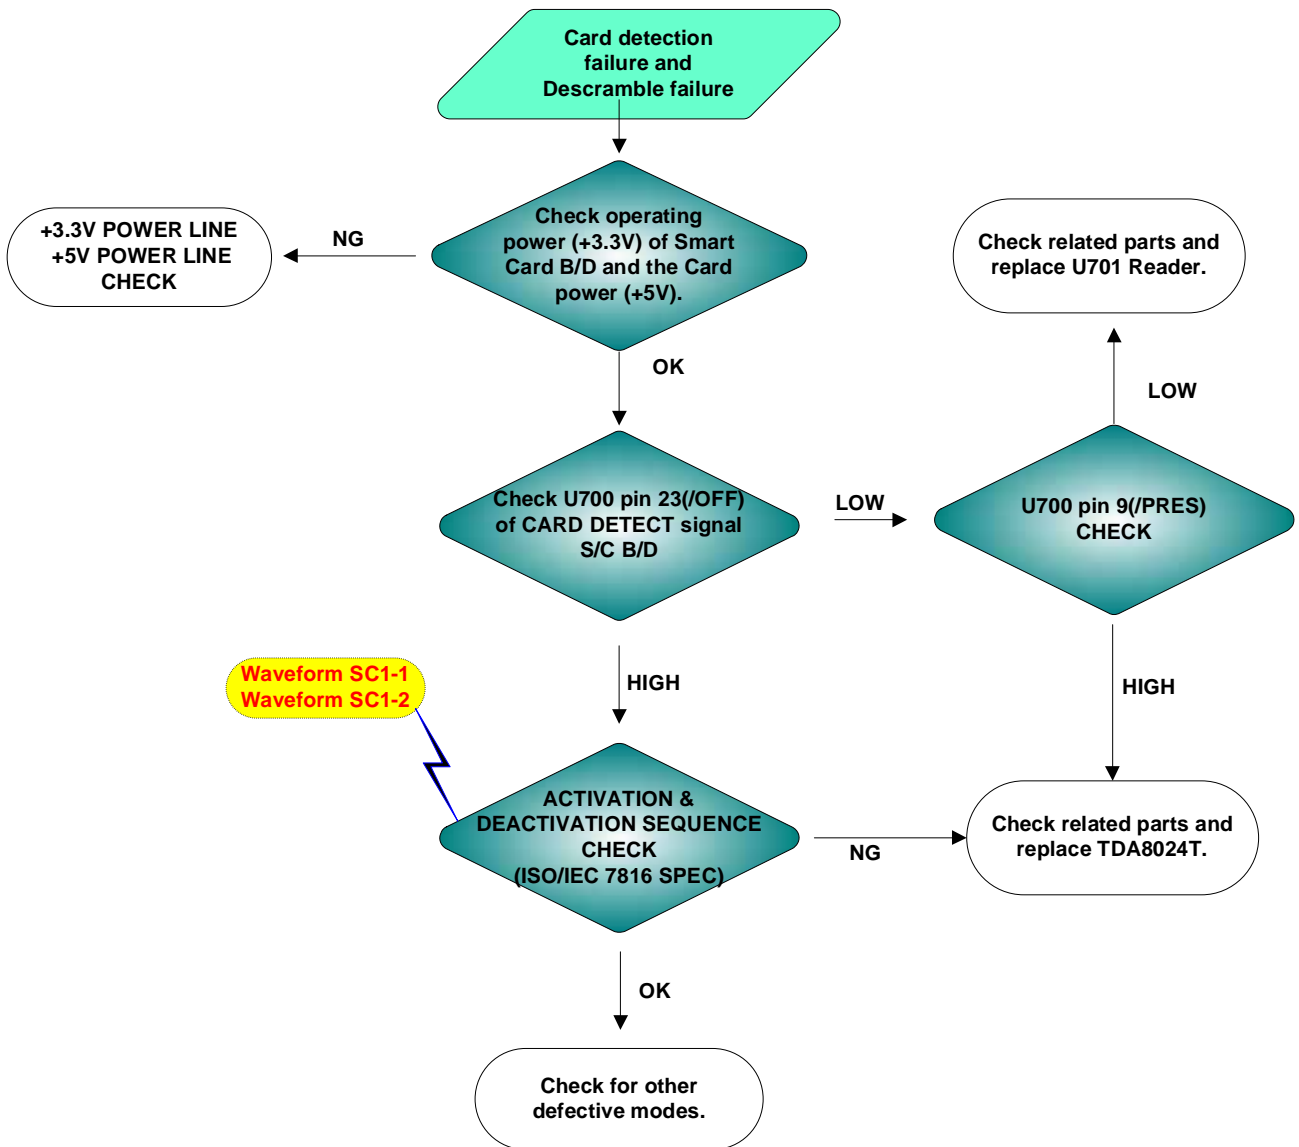 Card detection
failure and
Descramble failure
Check operating
power (+3.3V) of Smart
Card B/D and the Card
power (+5V).
NG
+3.3V POWER LINE
+5V POWER LINE
CHECK
OK
Check U700 pin 23(/OFF)
of CARD DETECT signal
S/C B/D
LOW
U700 pin 9(/PRES)
CHECK
LOW
Check related parts and
replace U701 Reader.
HIGH
HIGH
Waveform SC1-1
Waveform SC1-2
ACTIVATION &
DEACTIVATION SEQUENCE
CHECK
(ISO/IEC 7816 SPEC)
NG
Check related parts and
replace TDA8024T.
OK
Check for other
defective modes.